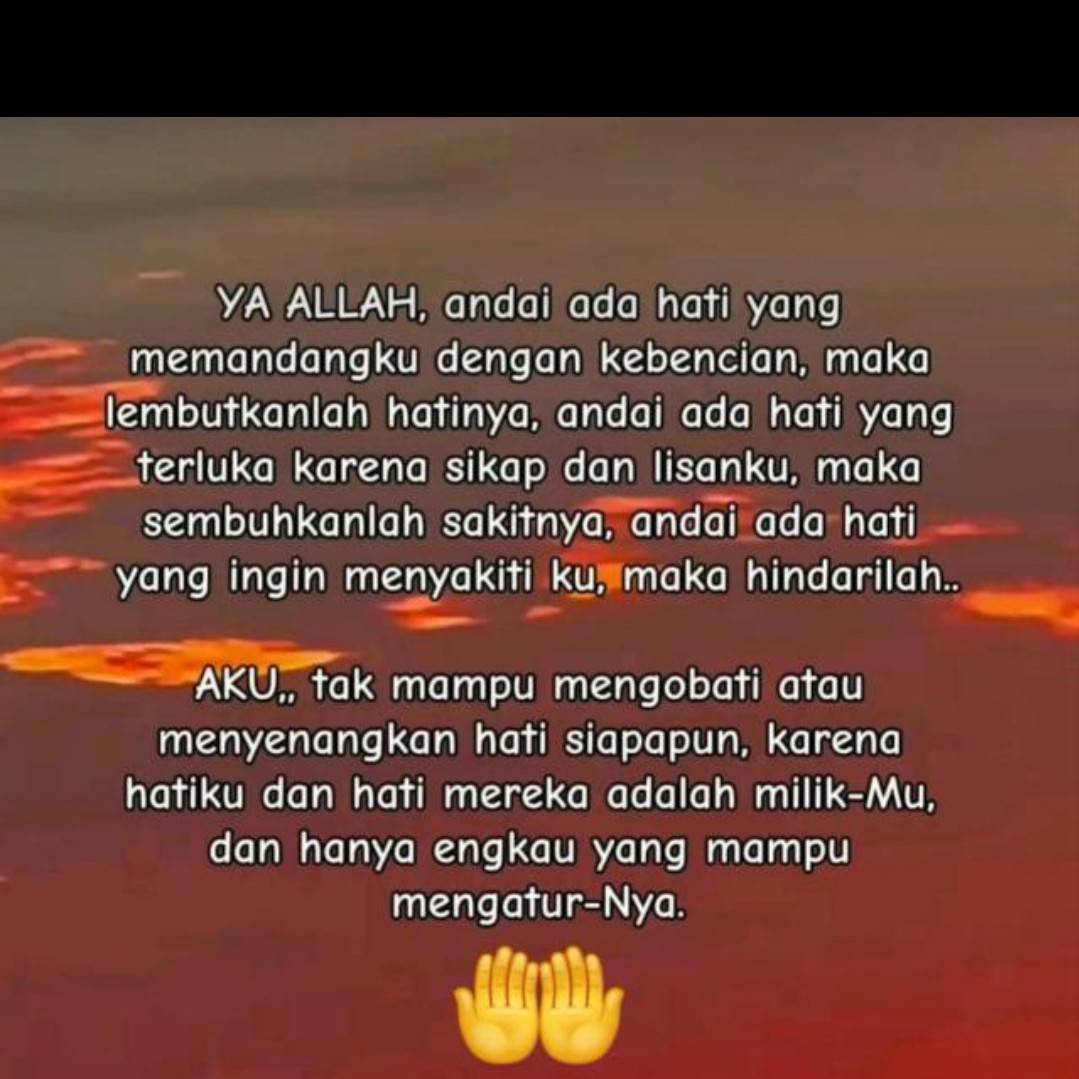 YA ALLAH, andai ada hati yang
memandangku dengan kebencian, maka
lembutkanlah hatinya, andai ada hati yang
terluka karena sikap dan lisanku, maka
sembuhkanlah sakitnya, andai ada hati
yang ingin menyakiti ku, maka hindarilah..
AKU,, tak mampu mengobati atau
menyenangkan hati siapapun, karena
hatiku dan hati mereka adalah milik-Mu,
dan hanya engkau yang mampu
mengatur-Nya.